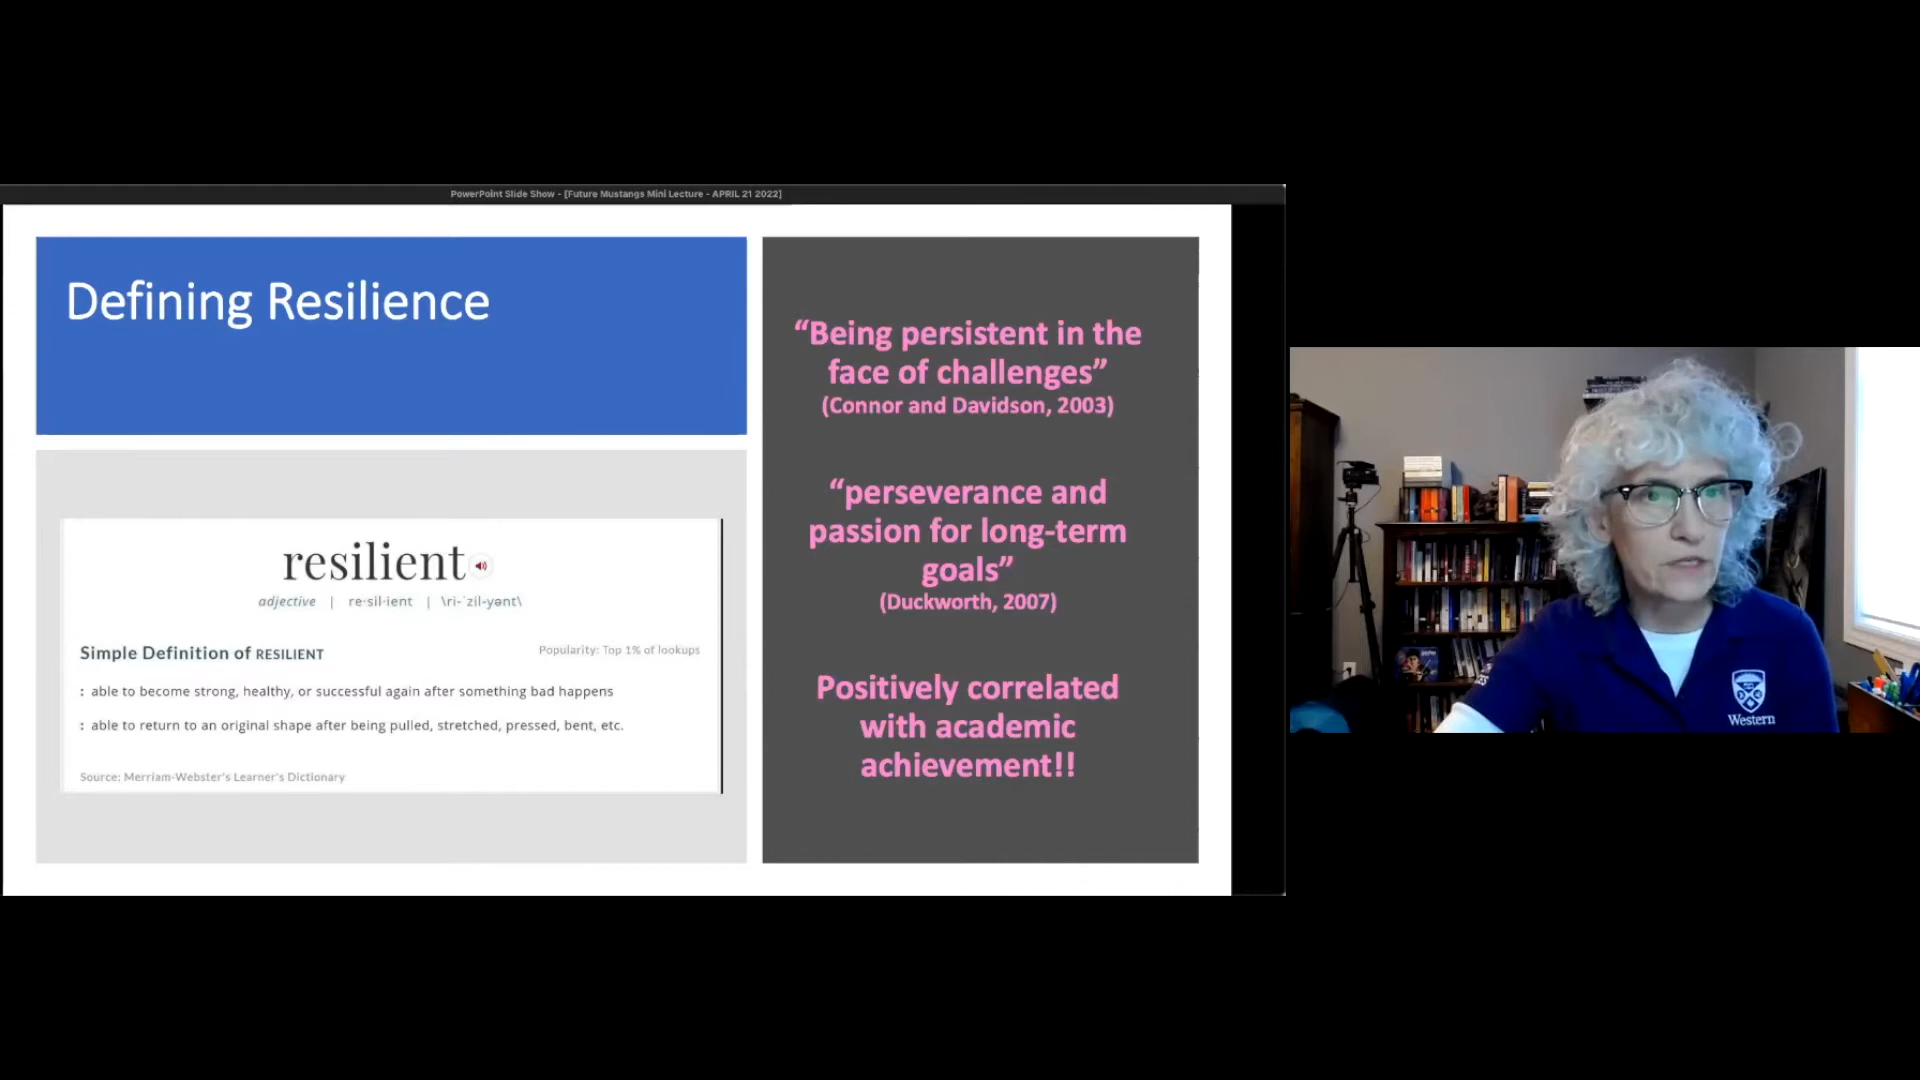 PowerPoint Slide Show - [Future Mustangs Mini Lecture - APRIL 21 2022]
Defining Resilience
resilient
adjective | re·sil·ient | \ri-ˈzil-yənt\
Simple Definition of RESILIENT
Popularity: Top 1% of lookups
: able to become strong, healthy, or successful again after something bad happens
: able to return to an original shape after being pulled, stretched, pressed, bent, etc.
Source: Merriam-Webster's Learner's Dictionary
“Being persistent in the
face of challenges”
(Connor and Davidson, 2003)
“perseverance and
passion for long-term
goals”
(Duckworth, 2007)
Positively correlated
with academic
achievement!!
Western